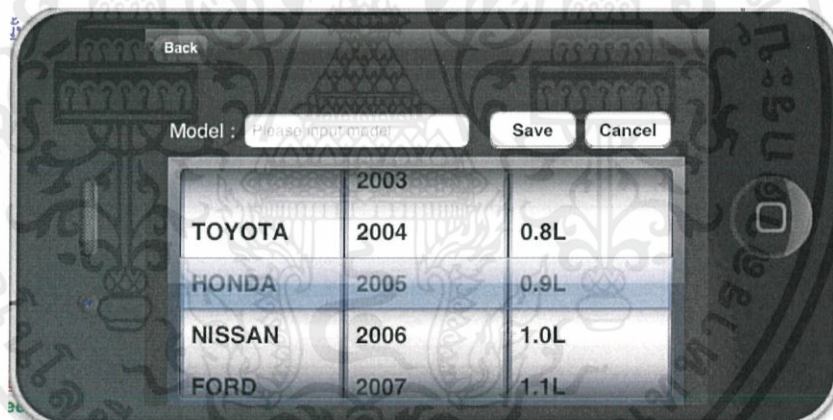 Back
Model : Please input model Save Cancel
2003
TOYOTA 2004 0.8L
HONDA 2005 0.9L
NISSAN 2006 1.0L
FORD 2007 1.1L